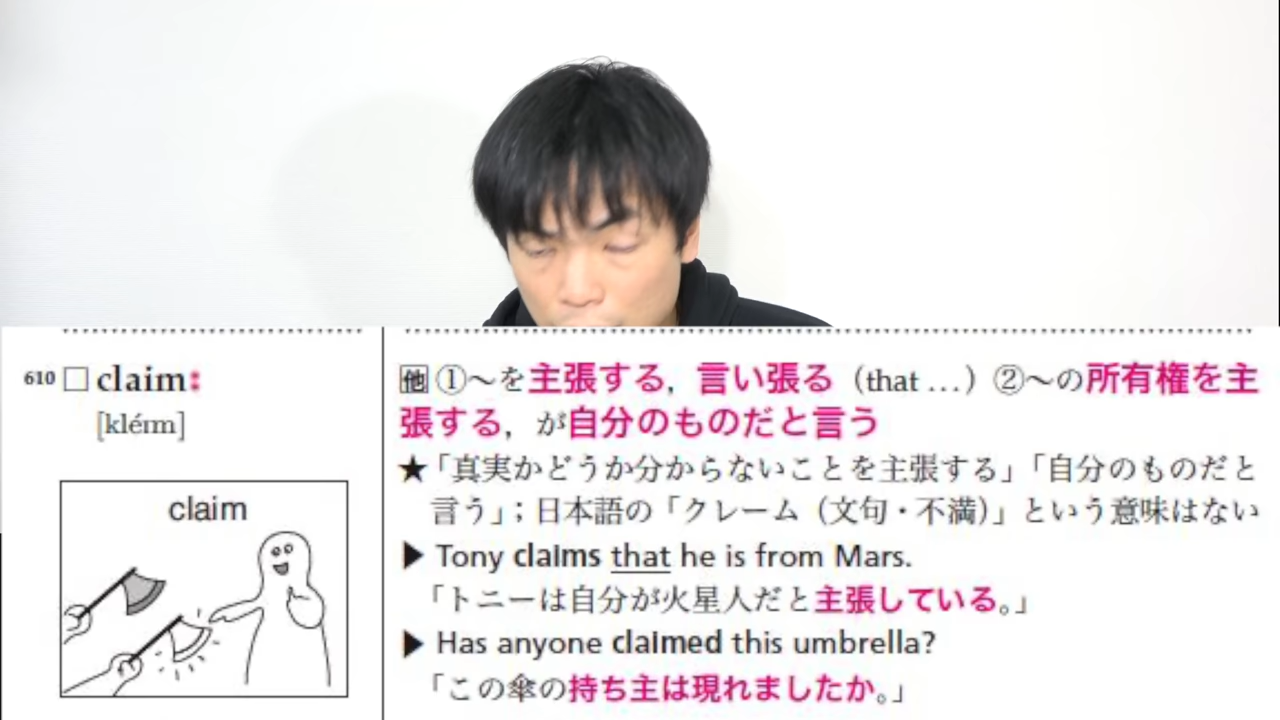 610 □ claim:
[kléɪm]
claim
他 ①～を主張する，言い張る（that …）②～の所有権を主
張する，が自分のものだと言う
★「真実かどうか分からないことを主張する」「自分のものだと
言う」；日本語の「クレーム（文句・不満）」という意味はない
▶ Tony claims that he is from Mars.
「トニーは自分が火星人だと主張している。」
▶ Has anyone claimed this umbrella?
「この傘の持ち主は現れましたか。」